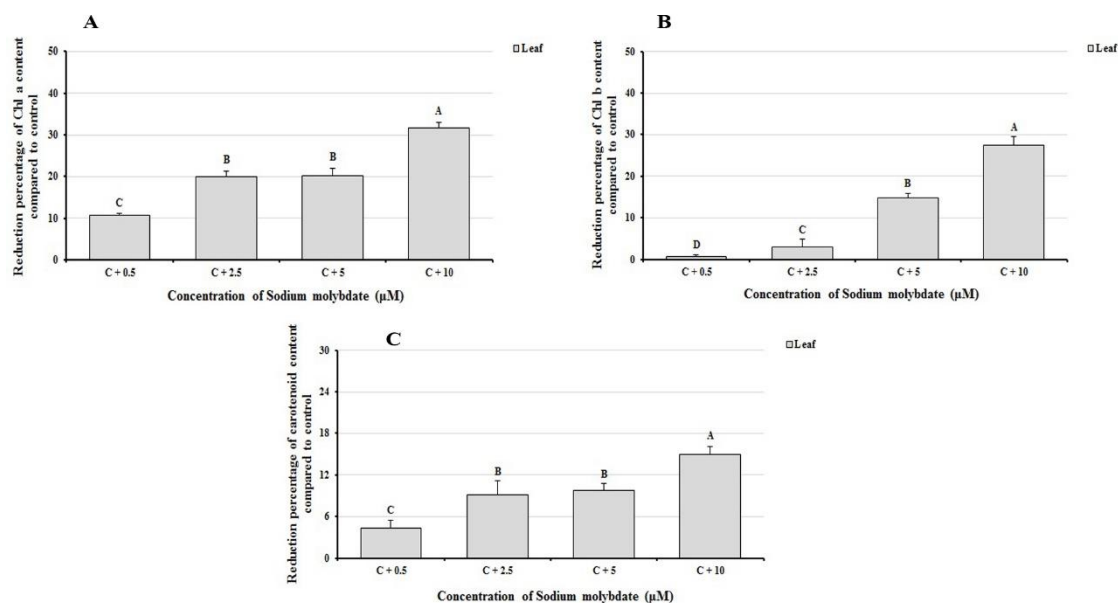 A
Reduction percentage of Chl a content
compared to control
50
40
30
20
10
0
C
B
B
A
C + 0.5
C + 2.5
C + 5
C + 10
Concentration of Sodium molybdate (µM)
Leaf
B
Reduction percentage of Chl b content
compared to control
50
40
30
20
10
0
D
C
B
A
C + 0.5
C + 2.5
C + 5
C + 10
Concentration of Sodium molybdate (µM)
Leaf
C
Reduction percentage of carotenoid content
compared to control
30
24
18
12
6
0
C
B
B
A
C + 0.5
C + 2.5
C + 5
C + 10
Concentration of Sodium molybdate (µM)
Leaf